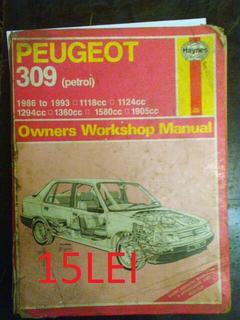 PEUGEOT
Haynes
309 (petrol)
1986 to 1993 □ 1118cc □ 1124cc
1294cc □ 1360cc □ 1580cc □ 1905cc
Owners Workshop Manual
15LEI